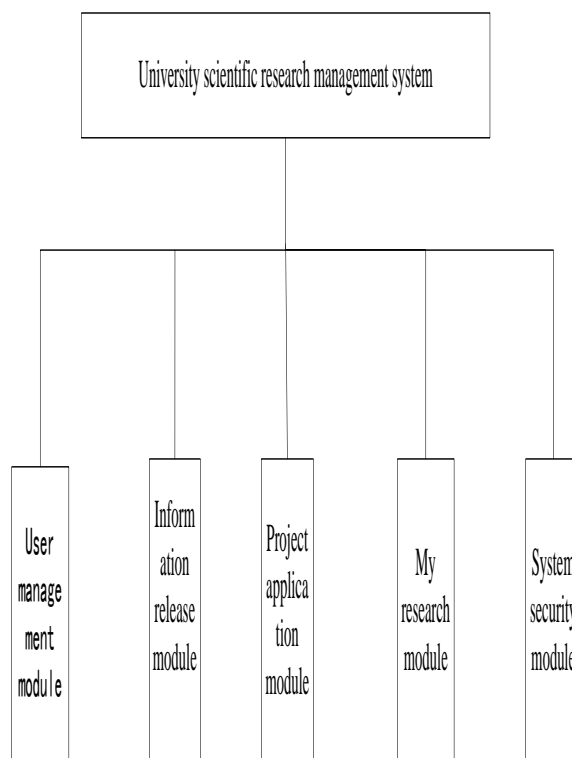 University scientific research management system
User
manage
ment
module
Inform
ation
release
module
Project
applica
tion
module
My
research
module
System
security
module